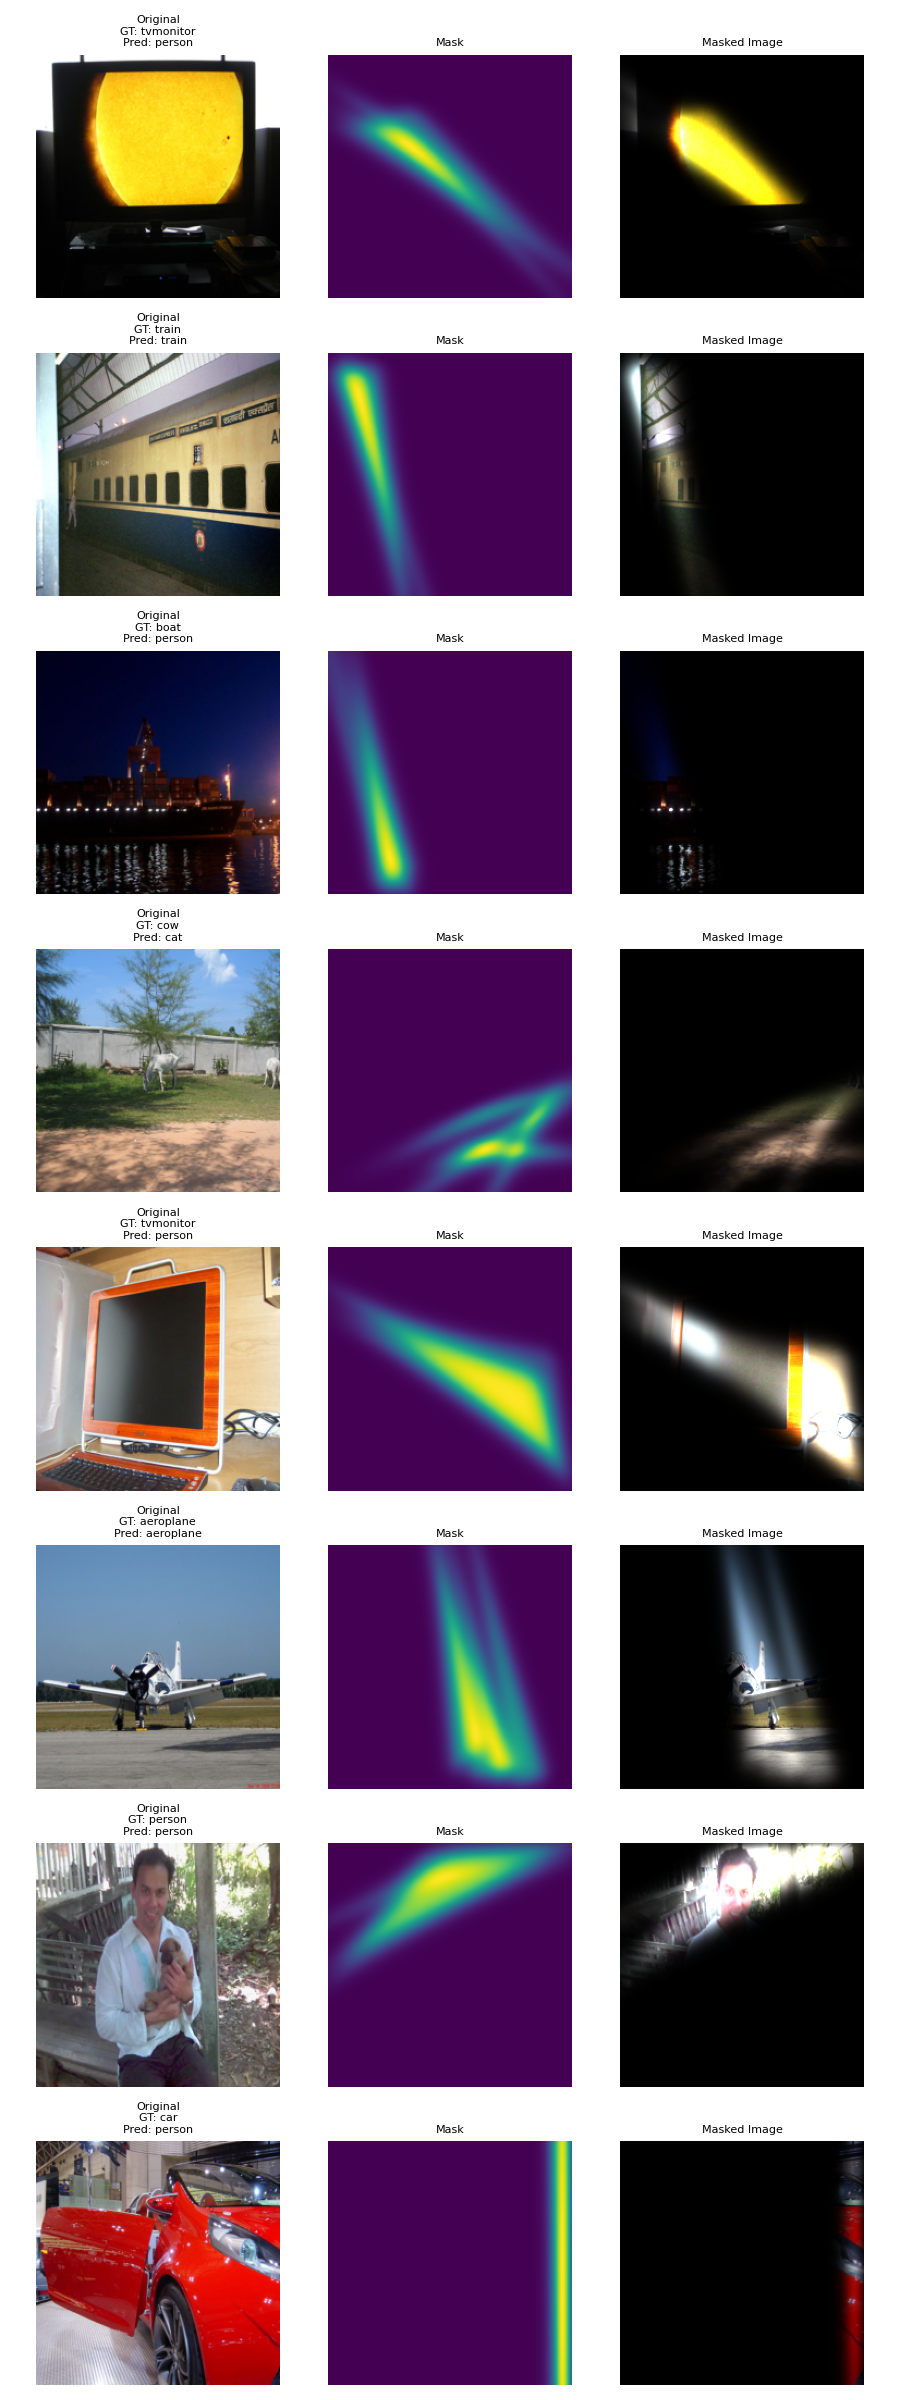 Original
GT: tvmonitor
Pred: person
Mask
Masked Image
Original
GT: train
Pred: train
Mask
Masked Image
समझौता एक्सप्रेस
Original
GT: boat
Pred: person
Mask
Masked Image
Original
GT: cow
Pred: cat
Mask
Masked Image
Original
GT: tvmonitor
Pred: person
Mask
Masked Image
Original
GT: aeroplane
Pred: aeroplane
Mask
Masked Image
Original
GT: person
Pred: person
Mask
Masked Image
Original
GT: car
Pred: person
Mask
Masked Image